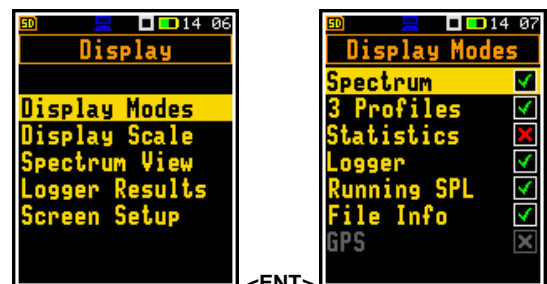 SD 14 06
Display
Display Modes
Display Scale
Spectrum View
Logger Results
Screen Setup
<ENT>
SD 14 07
Display Modes
Spectrum
3 Profiles
Statistics
Logger
Running SPL
File Info
GPS